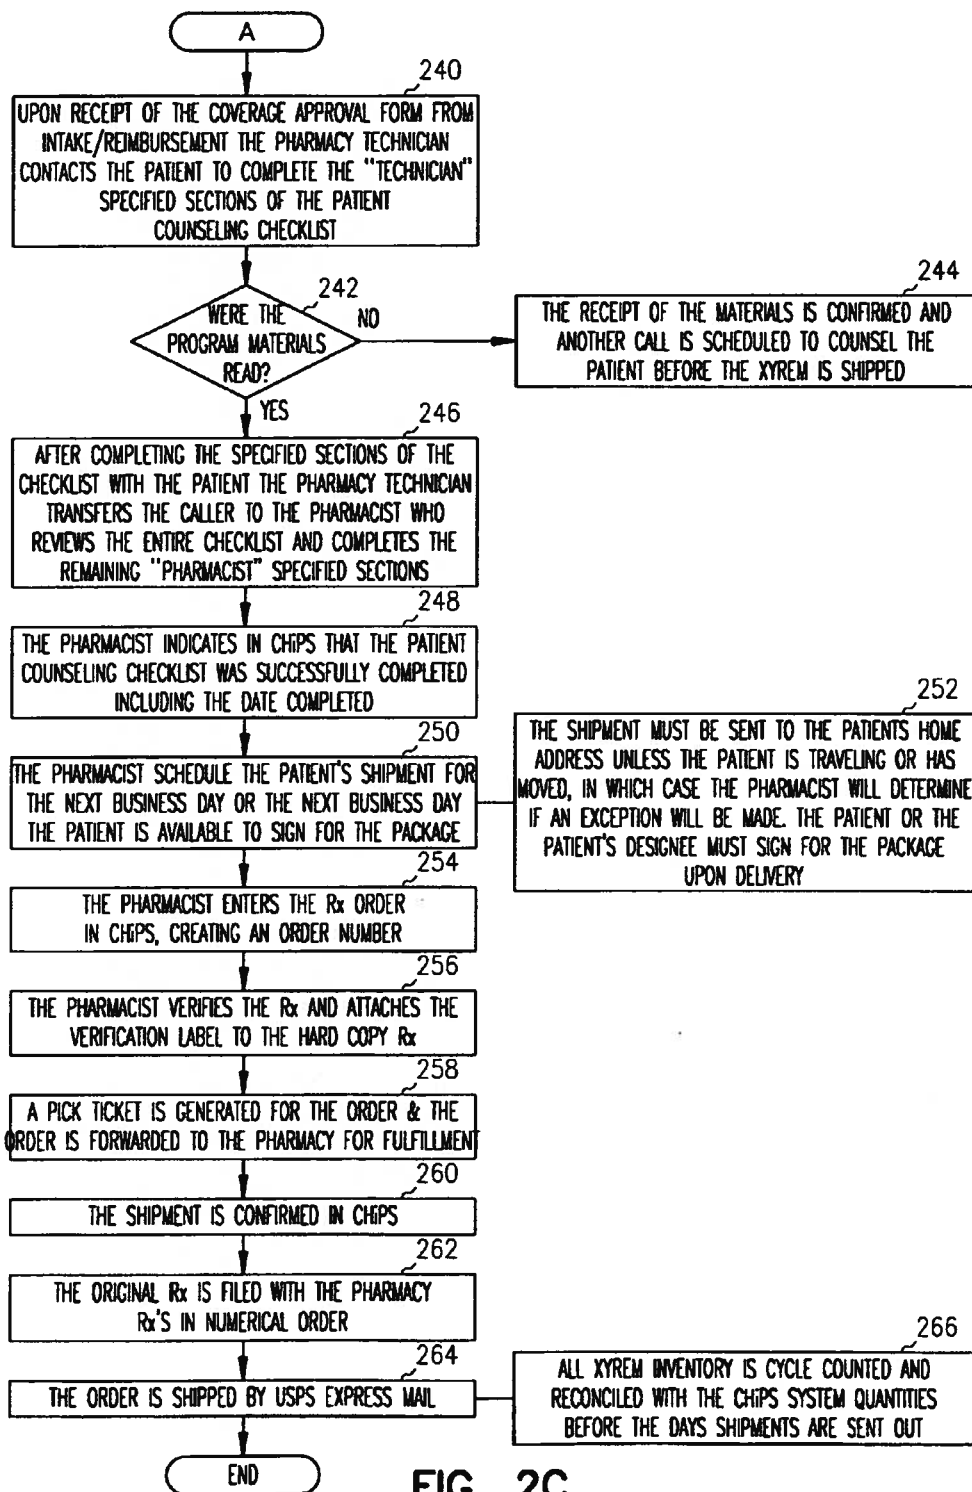 A
240
UPON RECEIPT OF THE COVERAGE APPROVAL FORM FROM
INTAKE/REIMBURSEMENT THE PHARMACY TECHNICIAN
CONTACTS THE PATIENT TO COMPLETE THE "TECHNICIAN"
SPECIFIED SECTIONS OF THE PATIENT
COUNSELING CHECKLIST
242
WERE THE
PROGRAM MATERIALS
READ?
NO
YES
244
THE RECEIPT OF THE MATERIALS IS CONFIRMED AND
ANOTHER CALL IS SCHEDULED TO COUNSEL THE
PATIENT BEFORE THE XYREM IS SHIPPED
246
AFTER COMPLETING THE SPECIFIED SECTIONS OF THE
CHECKLIST WITH THE PATIENT THE PHARMACY TECHNICIAN
TRANSFERS THE CALLER TO THE PHARMACIST WHO
REVIEWS THE ENTIRE CHECKLIST AND COMPLETES THE
REMAINING "PHARMACIST" SPECIFIED SECTIONS
248
THE PHARMACIST INDICATES IN CHiPS THAT THE PATIENT
COUNSELING CHECKLIST WAS SUCCESSFULLY COMPLETED
INCLUDING THE DATE COMPLETED
250
THE PHARMACIST SCHEDULE THE PATIENT'S SHIPMENT FOR
THE NEXT BUSINESS DAY OR THE NEXT BUSINESS DAY
THE PATIENT IS AVAILABLE TO SIGN FOR THE PACKAGE
252
THE SHIPMENT MUST BE SENT TO THE PATIENTS HOME
ADDRESS UNLESS THE PATIENT IS TRAVELING OR HAS
MOVED, IN WHICH CASE THE PHARMACIST WILL DETERMINE
IF AN EXCEPTION WILL BE MADE. THE PATIENT OR THE
PATIENT'S DESIGNEE MUST SIGN FOR THE PACKAGE
UPON DELIVERY
254
THE PHARMACIST ENTERS THE Rx ORDER
IN CHiPS, CREATING AN ORDER NUMBER
256
THE PHARMACIST VERIFIES THE Rx AND ATTACHES THE
VERIFICATION LABEL TO THE HARD COPY Rx
258
A PICK TICKET IS GENERATED FOR THE ORDER & THE
ORDER IS FORWARDED TO THE PHARMACY FOR FULFILLMENT
260
THE SHIPMENT IS CONFIRMED IN CHiPS
262
THE ORIGINAL Rx IS FILED WITH THE PHARMACY
Rx'S IN NUMERICAL ORDER
264
THE ORDER IS SHIPPED BY USPS EXPRESS MAIL
266
ALL XYREM INVENTORY IS CYCLE COUNTED AND
RECONCILED WITH THE CHiPS SYSTEM QUANTITIES
BEFORE THE DAYS SHIPMENTS ARE SENT OUT
END
FIG. 2C